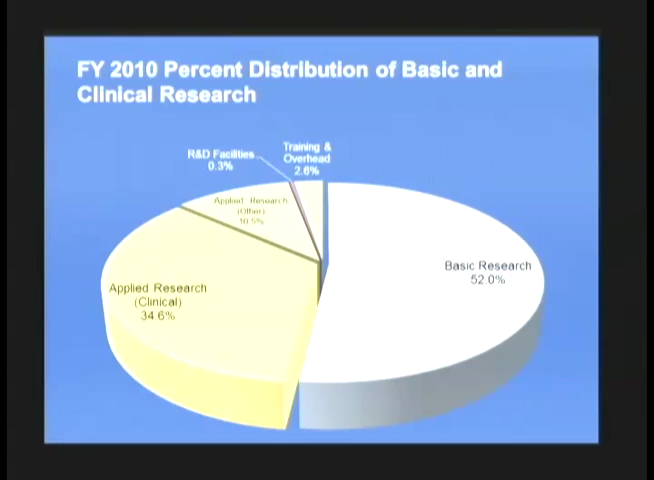 FY 2010 Percent Distribution of Basic and
Clinical Research
Training &
Overhead
2.6%
R&D Facilities
0.3%
Applied Research
(Other)
10.5%
Basic Research
52.0%
Applied Research
(Clinical)
34.6%